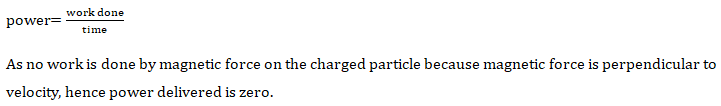 power= work done / time
As no work is done by magnetic force on the charged particle because magnetic force is perpendicular to
velocity, hence power delivered is zero.